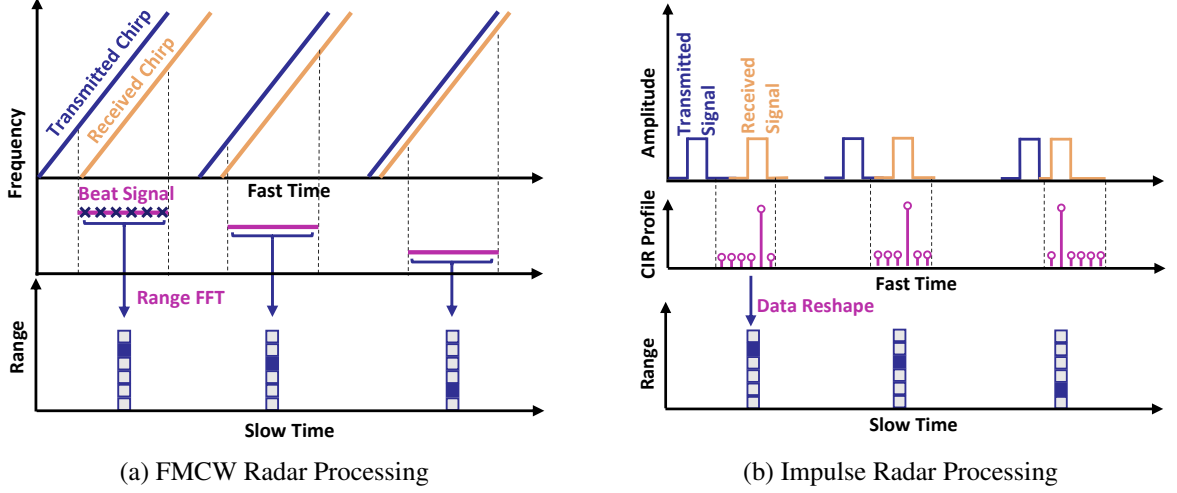 Frequency
Transmitted Chirp
Received Chirp
Fast Time
Beat Signal
Range FFT
Range
Slow Time
(a) FMCW Radar Processing
Amplitude
Transmitted
Signal
Received
Signal
CIR Profile
Fast Time
Data Reshape
Range
Slow Time
(b) Impulse Radar Processing